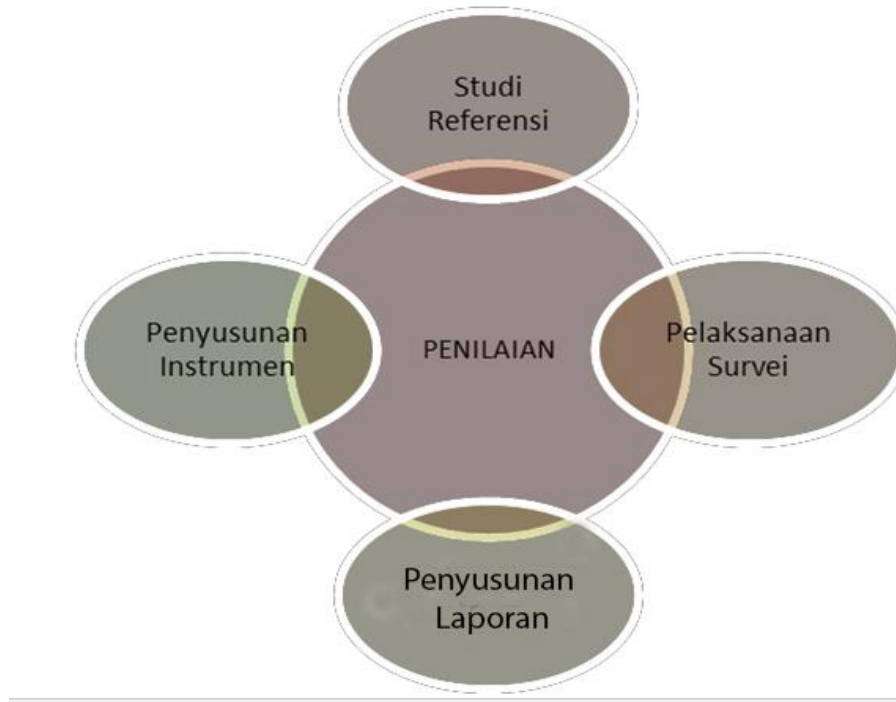 Studi
Referensi
Penyusunan
Instrumen
PENILAIAN
Pelaksanaan
Survei
Penyusunan
Laporan